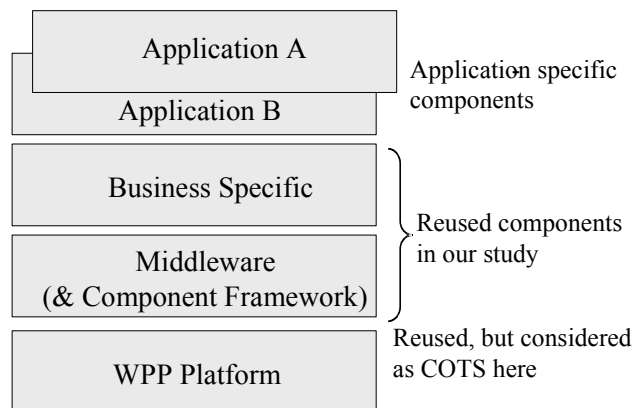 Application A
Application B
Application specific
components
Business Specific
Middleware
(& Component Framework)
Reused components
in our study
WPP Platform
Reused, but considered
as COTS here